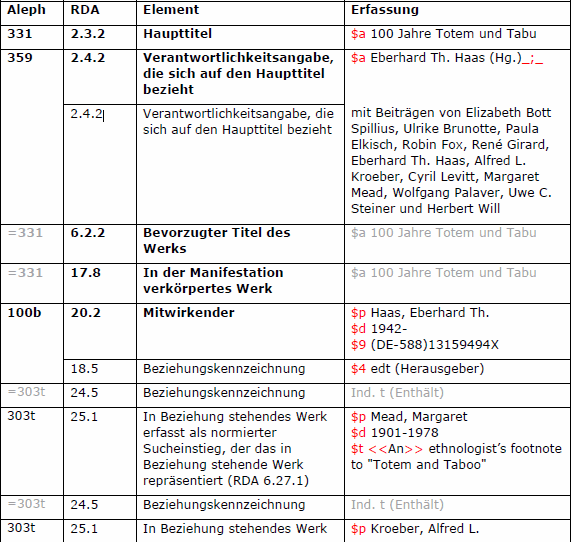 Aleph RDA Element Erfassung
331 2.3.2 Haupttitel $a 100 Jahre Totem und Tabu
359 2.4.2 Verantwortlichkeitsangabe, $a Eberhard Th. Haas (Hg.)_;_
die sich auf den Haupttitel
bezieht
2.4.2 Verantwortlichkeitsangabe, die mit Beiträgen von Elizabeth Bott
sich auf den Haupttitel bezieht Spillius, Ulrike Brunotte, Paula
Elkisch, Robin Fox, René Girard,
Eberhard Th. Haas, Alfred L.
Kroeber, Cyril Levitt, Margaret
Mead, Wolfgang Palaver, Uwe C.
Steiner und Herbert Will
=331 6.2.2 Bevorzugter Titel des $a 100 Jahre Totem und Tabu
Werks
=331 17.8 In der Manifestation $a 100 Jahre Totem und Tabu
verkörpertes Werk
100b 20.2 Mitwirkender $p Haas, Eberhard Th.
$d 1942-
$9 (DE-588)13159494X
18.5 Beziehungskennzeichnung $4 edt (Herausgeber)
=303t 24.5 Beziehungskennzeichnung Ind. t (Enthält)
303t 25.1 In Beziehung stehendes Werk $p Mead, Margaret
erfasst als normierter $d 1901-1978
Sucheinstieg, der das in $t <<An>> ethnologist's footnote
Beziehung stehende Werk to "Totem and Taboo"
repräsentiert (RDA 6.27.1)
=303t 24.5 Beziehungskennzeichnung Ind. t (Enthält)
303t 25.1 In Beziehung stehendes Werk $p Kroeber, Alfred L.